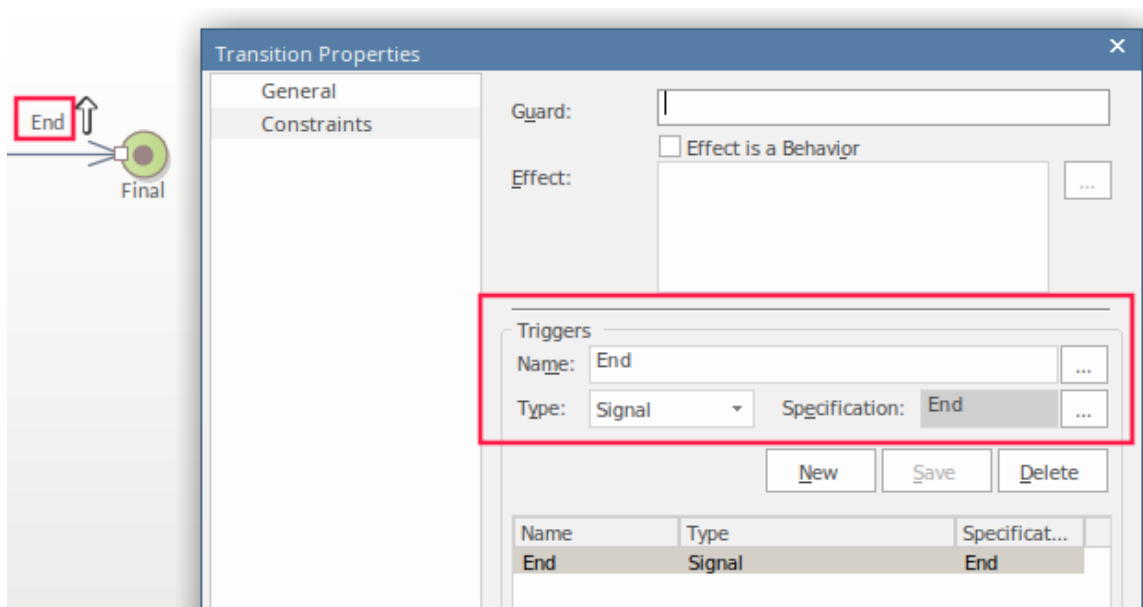 Transition Properties
General
Constraints
End
Final
Guard:
Effect is a Behavior
Effect:
...
Triggers
Name: End ...
Type: Signal Specification: End ...
New Save Delete
Name Type Specificat...
End Signal End